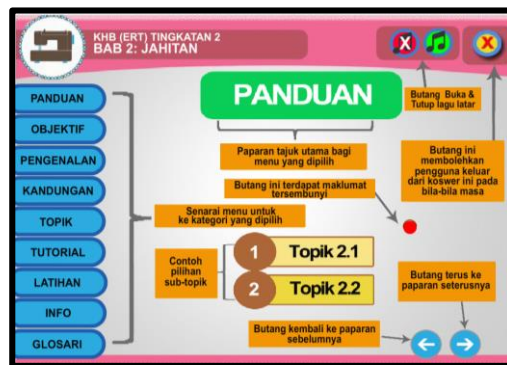 KHB (ERT) TINGKATAN 2
BAB 2: JAHITAN
X
X
PANDUAN
OBJEKTIF
PENGENALAN
KANDUNGAN
TOPIK
TUTORIAL
LATIHAN
INFO
GLOSARI
PANDUAN
Butang Buka &
Tutup lagu latar
Paparan tajuk utama bagi
menu yang dipilih
Butang ini
membolehkan
pengguna keluar
dari koswer ini pada
bila-bila masa
Butang ini terdapat maklumat
tersembunyi
Senarai menu untuk
ke kategori yang dipilih
Contoh
pilihan
sub-topik
1 Topik 2.1
2 Topik 2.2
Butang terus ke
paparan seterusnya
Butang kembali ke paparan
sebelumnya